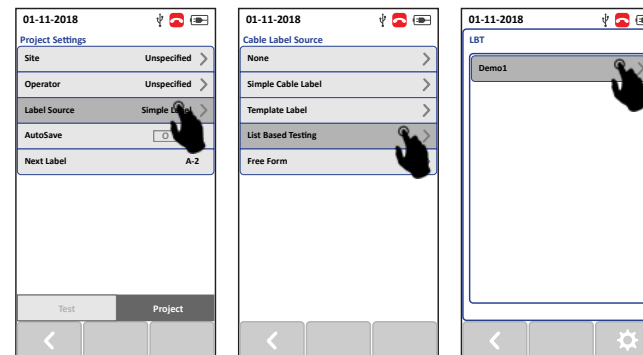 01-11-2018
Project Settings
Site Unspecified
Operator Unspecified
Label Source Simple
AutoSave
Next Label A-2
Test Project
01-11-2018
Cable Label Source
None
Simple Cable Label
Template Label
List Based Testing
Free Form
01-11-2018
LBT
Demo1